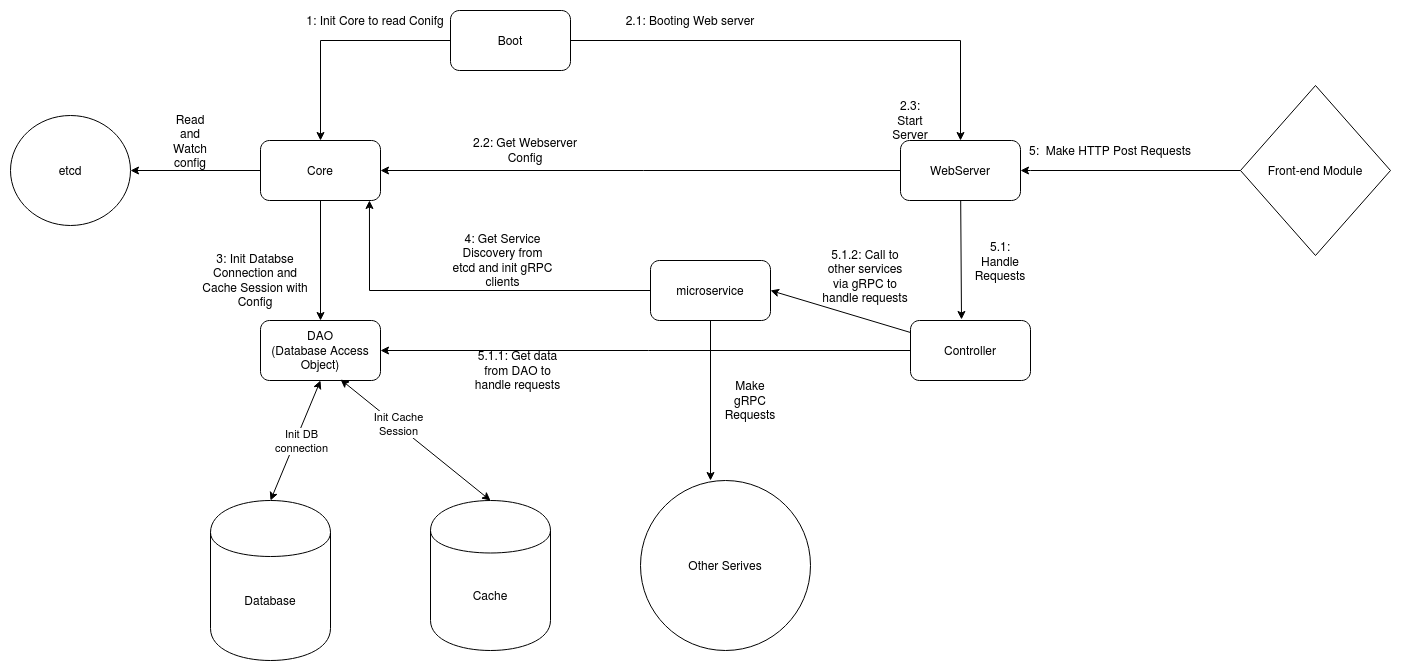 1: Init Core to read Conifg
Boot
2.1: Booting Web server
Read
and
Watch
config
etcd
Core
2.2: Get Webserver
Config
2.3:
Start
Server
WebServer
5:  Make HTTP Post Requests
Front-end Module
3: Init Databse
Connection and
Cache Session with
Config
4: Get Service
Discovery from
etcd and init gRPC
clients
microservice
5.1.2: Call to
other services
via gRPC to
handle requests
5.1:
Handle
Requests
DAO
(Database Access
Object)
5.1.1: Get data
from DAO to
handle requests
Controller
Make
gRPC
Requests
Init DB
connection
Init Cache
Session
Database
Cache
Other Serives